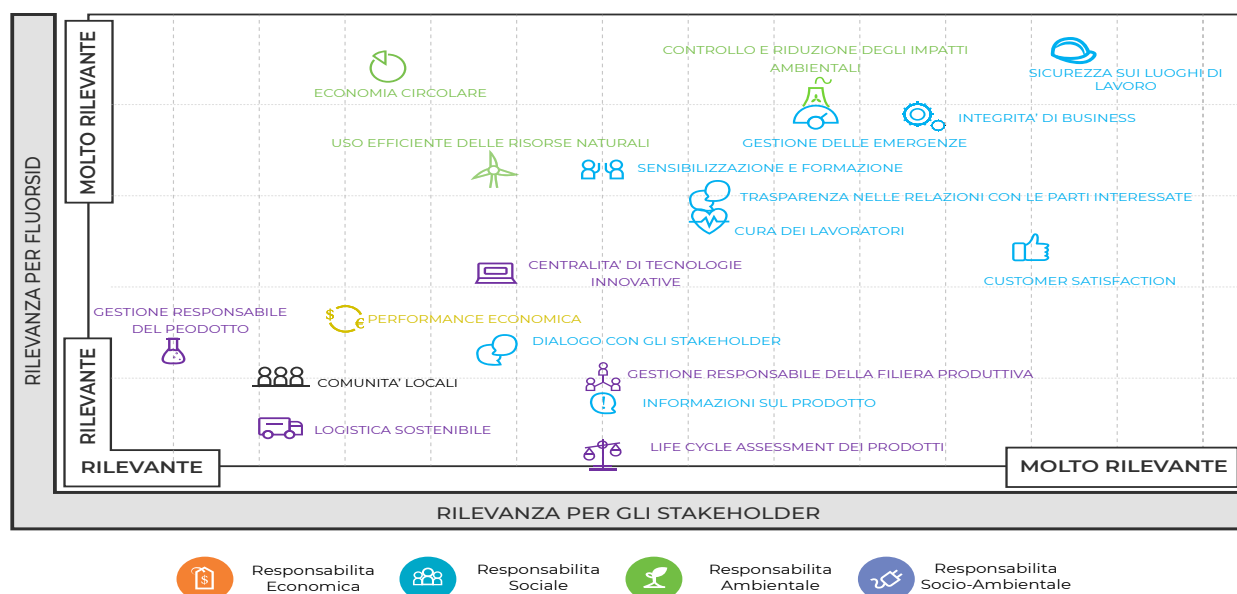 RILEVANZA PER FLUORSID
MOLTO RILEVANTE
RILEVANTE
CONTROLLO E RIDUZIONE DEGLI IMPATTI
AMBIENTALI
SICUREZZA SUI LUOGHI DI
LAVORO
ECONOMIA CIRCOLARE
INTEGRITA' DI BUSINESS
USO EFFICIENTE DELLE RISORSE NATURALI
GESTIONE DELLE EMERGENZE
SENSIBILIZZAZIONE E FORMAZIONE
TRASPARENZA NELLE RELAZIONI CON LE PARTI INTERESSATE
CURA DEI LAVORATORI
CENTRALITA' DI TECNOLOGIE
INNOVATIVE
CUSTOMER SATISFACTION
GESTIONE RESPONSABILE
DEL PEODOTTO
$
€
PERFORMANCE ECONOMICA
DIALOGO CON GLI STAKEHOLDER
COMUNITA' LOCALI
GESTIONE RESPONSABILE DELLA FILIERA PRODUTTIVA
!
INFORMAZIONI SUL PRODOTTO
LOGISTICA SOSTENIBILE
LIFE CYCLE ASSESSMENT DEI PRODOTTI
RILEVANTE
MOLTO RILEVANTE
RILEVANZA PER GLI STAKEHOLDER
$
Responsabilita
Economica
Responsabilita
Sociale
Responsabilita
Ambientale
Responsabilita
Socio-Ambientale